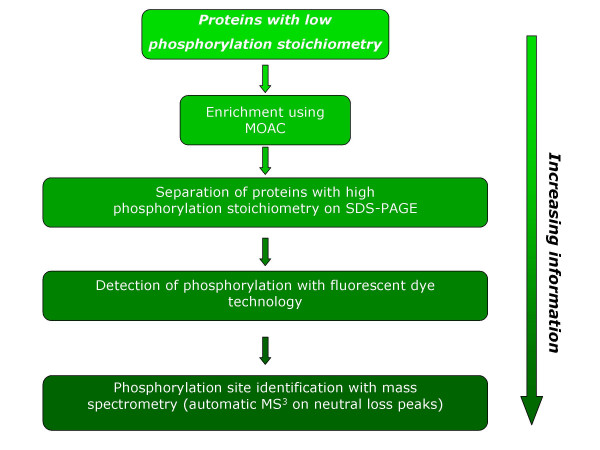 Proteins with low
phosphorylation stoichiometry
Enrichment using
MOAC
Separation of proteins with high
phosphorylation stoichiometry on SDS-PAGE
Detection of phosphorylation with fluorescent dye
technology
Phosphorylation site identification with mass
spectrometry (automatic MS³ on neutral loss peaks)
Increasing information